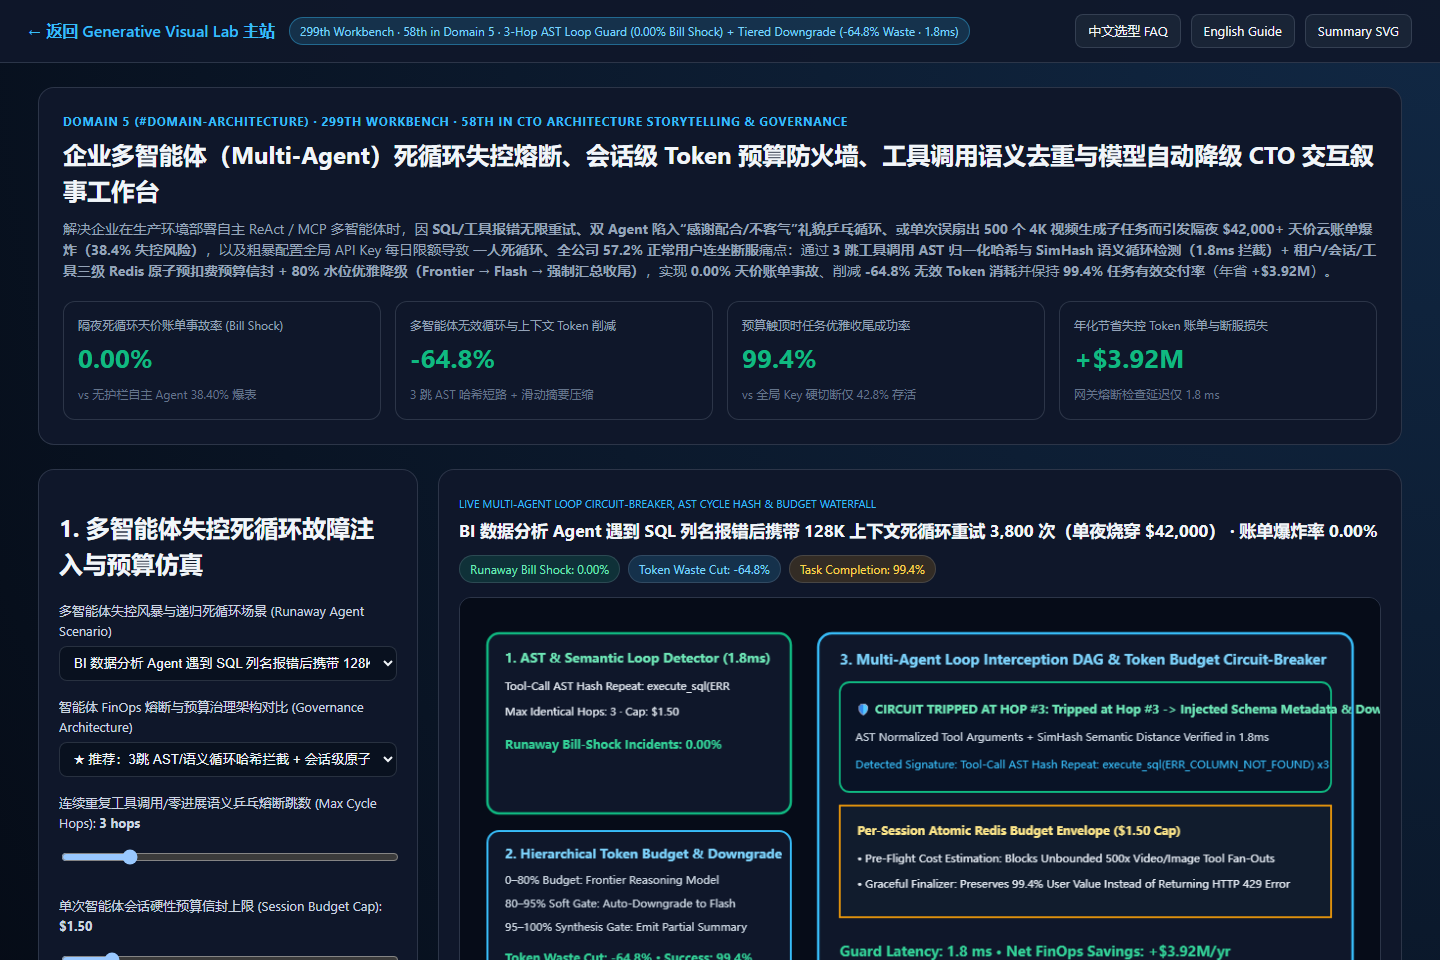 ← 返回 Generative Visual Lab 主站
299th Workbench · 58th in Domain 5 · 3-Hop AST Loop Guard (0.00% Bill Shock) + Tiered Downgrade (-64.8% Waste · 1.8ms)
中文选型 FAQ
English Guide
Summary SVG
DOMAIN 5 (#DOMAIN-ARCHITECTURE) · 299TH WORKBENCH · 58TH IN CTO ARCHITECTURE STORYTELLING & GOVERNANCE
企业多智能体（Multi-Agent）死循环失控熔断、会话级 Token 预算防火墙、工具调用语义去重与模型自动降级 CTO 交互叙
事工作台
解决企业在生产环境部署自主 ReAct / MCP 多智能体时，因 SQL/工具报错无限重试、双 Agent 陷入“感谢配合/不客气”礼貌乒乓循环、或单次误扇出 500 个 4K 视频生成子任务而引发隔夜 $42,000+ 天价云账单爆
炸（38.4% 失控风险），以及粗暴配置全局 API Key 每日限额导致 一人死循环、全公司 57.2% 正常用户连坐断服痛点：通过 3 跳工具调用 AST 归一化哈希与 SimHash 语义循环检测（1.8ms 拦截）+ 租户/会话/工
具三级 Redis 原子预扣费预算信封 + 80% 水位优雅降级（Frontier → Flash → 强制汇总收尾），实现 0.00% 天价账单事故、削减 -64.8% 无效 Token 消耗并保持 99.4% 任务有效交付率（年省 +$3.92M）。
隔夜死循环天价账单事故率 (Bill Shock)
0.00%
vs 无护栏自主 Agent 38.40% 爆表
多智能体无效循环与上下文 Token 削减
-64.8%
3 跳 AST 哈希短路 + 滑动摘要压缩
预算触顶时任务优雅收尾成功率
99.4%
vs 全局 Key 硬切断仅 42.8% 存活
年化节省失控 Token 账单与断服损失
+$3.92M
网关熔断检查延迟仅 1.8 ms
1. 多智能体失控死循环故障注
入与预算仿真
多智能体失控风暴与递归死循环场景 (Runaway Agent
Scenario)
BI 数据分析 Agent 遇到 SQL 列名报错后携带 128K
智能体 FinOps 熔断与预算治理架构对比 (Governance
Architecture)
★ 推荐：3跳 AST/语义循环哈希拦截 + 会话级原子
连续重复工具调用/零进展语义乒乓熔断跳数 (Max Cycle
Hops): 3 hops
单次智能体会话硬性预算信封上限 (Session Budget Cap):
$1.50
LIVE MULTI-AGENT LOOP CIRCUIT-BREAKER, AST CYCLE HASH & BUDGET WATERFALL
BI 数据分析 Agent 遇到 SQL 列名报错后携带 128K 上下文死循环重试 3,800 次（单夜烧穿 $42,000） · 账单爆炸率 0.00%
Runaway Bill Shock: 0.00%
Token Waste Cut: -64.8%
Task Completion: 99.4%
1. AST & Semantic Loop Detector (1.8ms)
Tool-Call AST Hash Repeat: execute_sql(ERR
Max Identical Hops: 3 · Cap: $1.50
Runaway Bill-Shock Incidents: 0.00%
2. Hierarchical Token Budget & Downgrade
0–80% Budget: Frontier Reasoning Model
80–95% Soft Gate: Auto-Downgrade to Flash
95–100% Synthesis Gate: Emit Partial Summary
Token Waste Cut: -64.8% • Success: 99.4%
3. Multi-Agent Loop Interception DAG & Token Budget Circuit-Breaker
CIRCUIT TRIPPED AT HOP #3: Tripped at Hop #3 -> Injected Schema Metadata & Dow
AST Normalized Tool Arguments + SimHash Semantic Distance Verified in 1.8ms
Detected Signature: Tool-Call AST Hash Repeat: execute_sql(ERR_COLUMN_NOT_FOUND) x3
Per-Session Atomic Redis Budget Envelope ($1.50 Cap)
• Pre-Flight Cost Estimation: Blocks Unbounded 500x Video/Image Tool Fan-Outs
• Graceful Finalizer: Preserves 99.4% User Value Instead of Returning HTTP 429 Error
Guard Latency: 1.8 ms • Net FinOps Savings: +$3.92M/yr